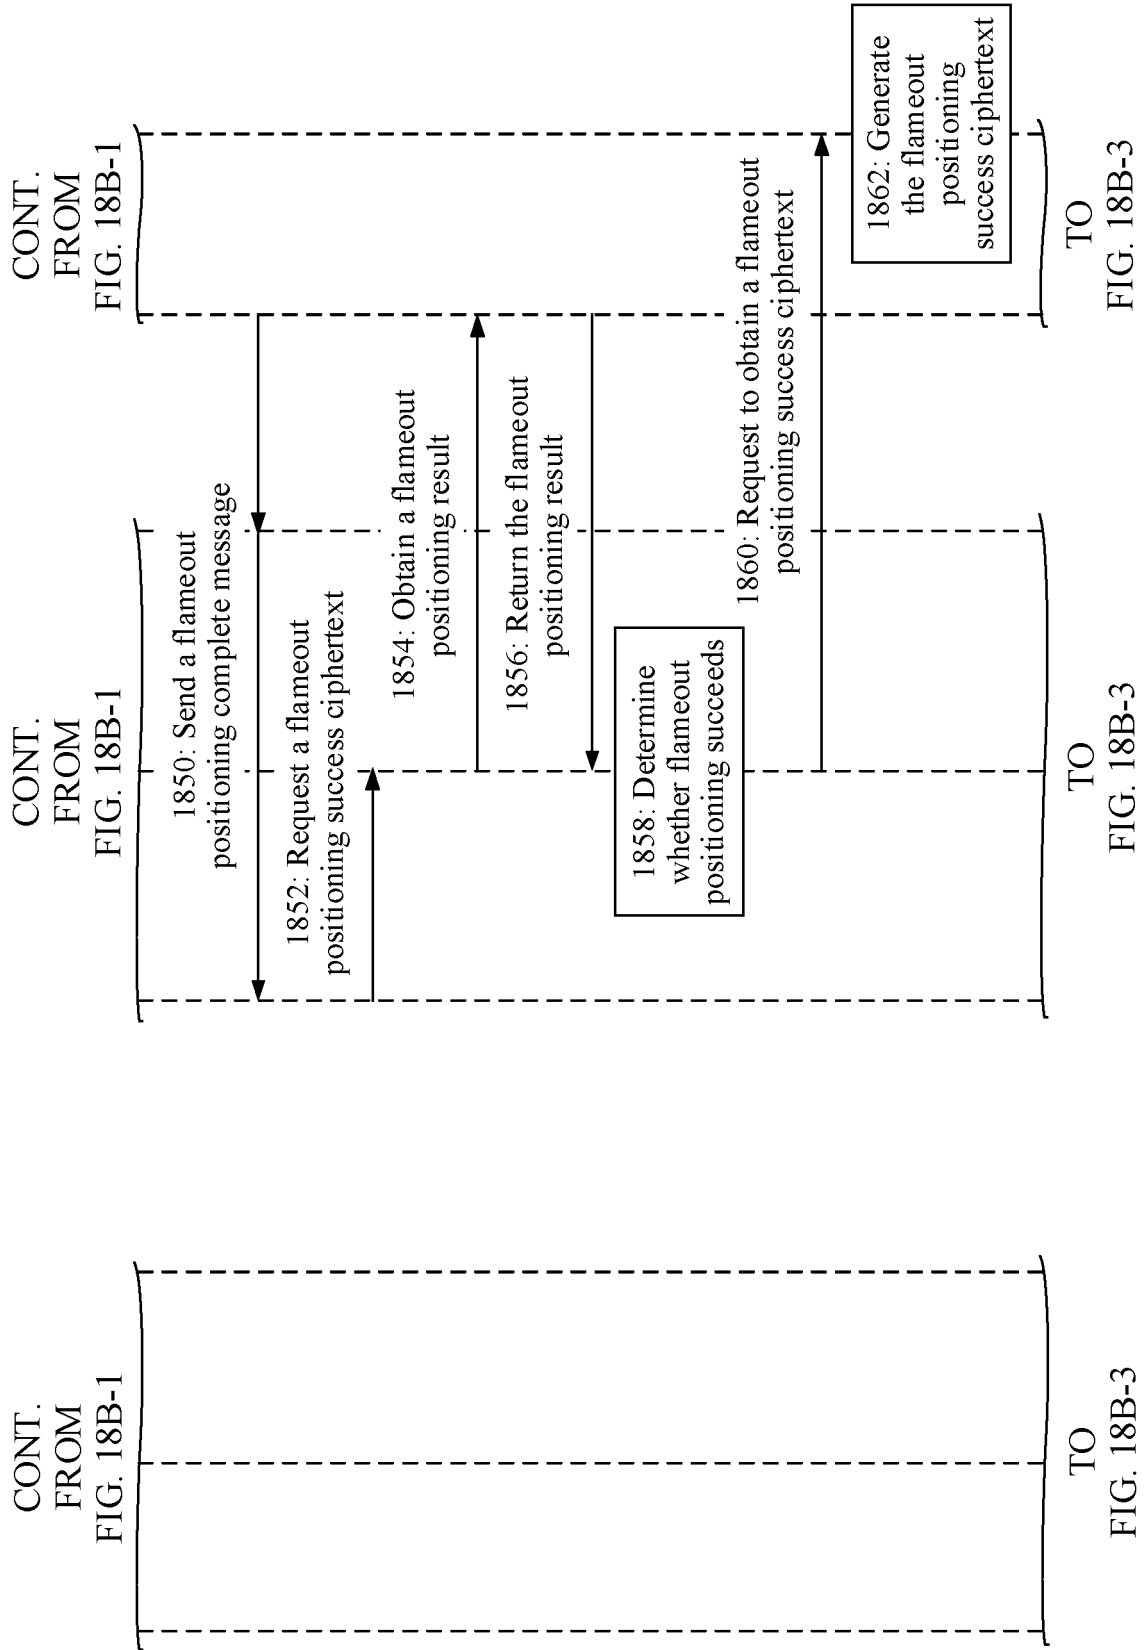 CONT.
FROM
FIG. 18B-1
CONT.
FROM
FIG. 18B-1
CONT.
FROM
FIG. 18B-1
1850: Send a flameout
positioning complete message
1852: Request a flameout
positioning success ciphertext
1854: Obtain a flameout
positioning result
1856: Return the flameout
positioning result
1858: Determine
whether flameout
positioning succeeds
1860: Request to obtain a flameout
positioning success ciphertext
1862: Generate
the flameout
positioning
success ciphertext
TO
FIG. 18B-3
TO
FIG. 18B-3
TO
FIG. 18B-3